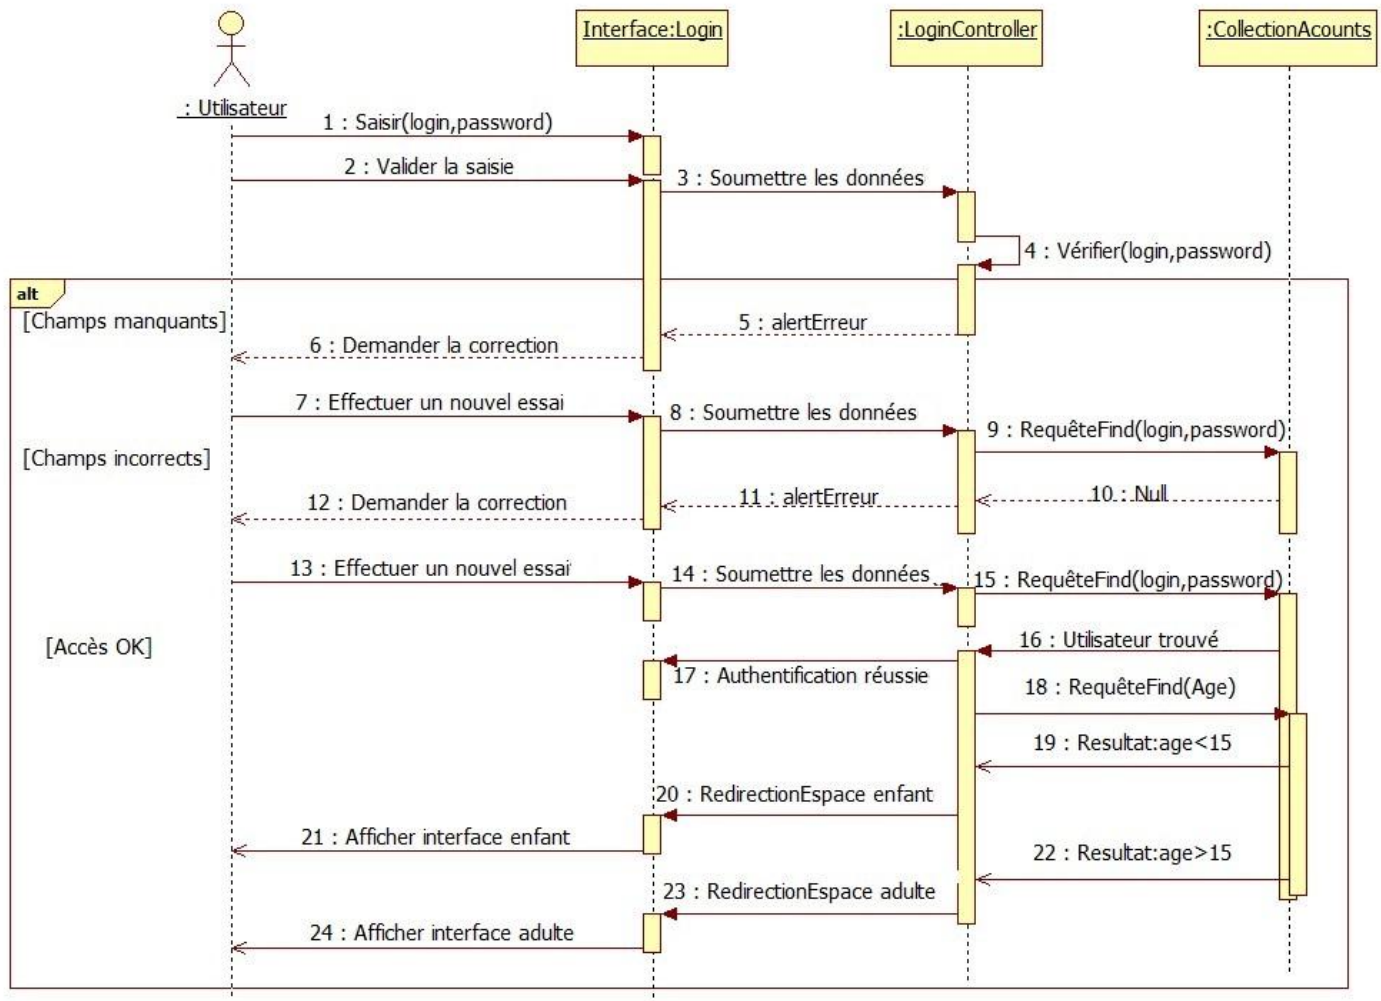 Interface:Login
:LoginController
:CollectionAcounts
: Utilisateur
1 : Saisir(login,password)
2 : Valider la saisie
3 : Soumettre les données
4 : Vérifier(login,password)
alt
[Champs manquants]
5 : alertErreur
6 : Demander la correction
7 : Effectuer un nouvel essai
8 : Soumettre les données
9 : RequêteFind(login,password)
[Champs incorrects]
10 : Null
11 : alertErreur
12 : Demander la correction
13 : Effectuer un nouvel essai
14 : Soumettre les données
15 : RequêteFind(login,password)
[Accès OK]
16 : Utilisateur trouvé
17 : Authentification réussie
18 : RequêteFind(Age)
19 : Resultat:age<15
20 : RedirectionEspace enfant
21 : Afficher interface enfant
22 : Resultat:age>15
23 : RedirectionEspace adulte
24 : Afficher interface adulte